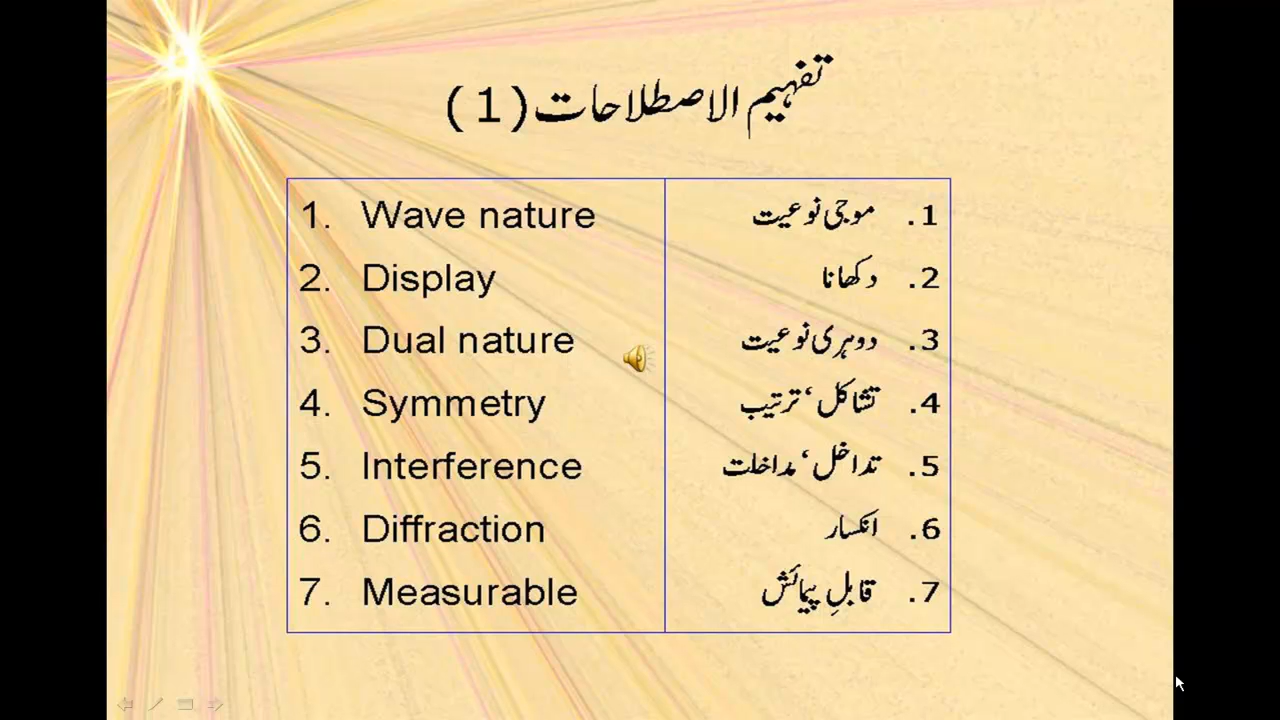 تفہیم الاصطلاحات (1)
1. Wave nature
2. Display
3. Dual nature
4. Symmetry
5. Interference
6. Diffraction
7. Measurable
1. موجی نوعیت
2. دکھانا
3. دوہری نوعیت
4. تشاکل ‘ ترتیب
5. تداخل ‘ مداخلت
6. انکسار
7. قابلِ پیمائش